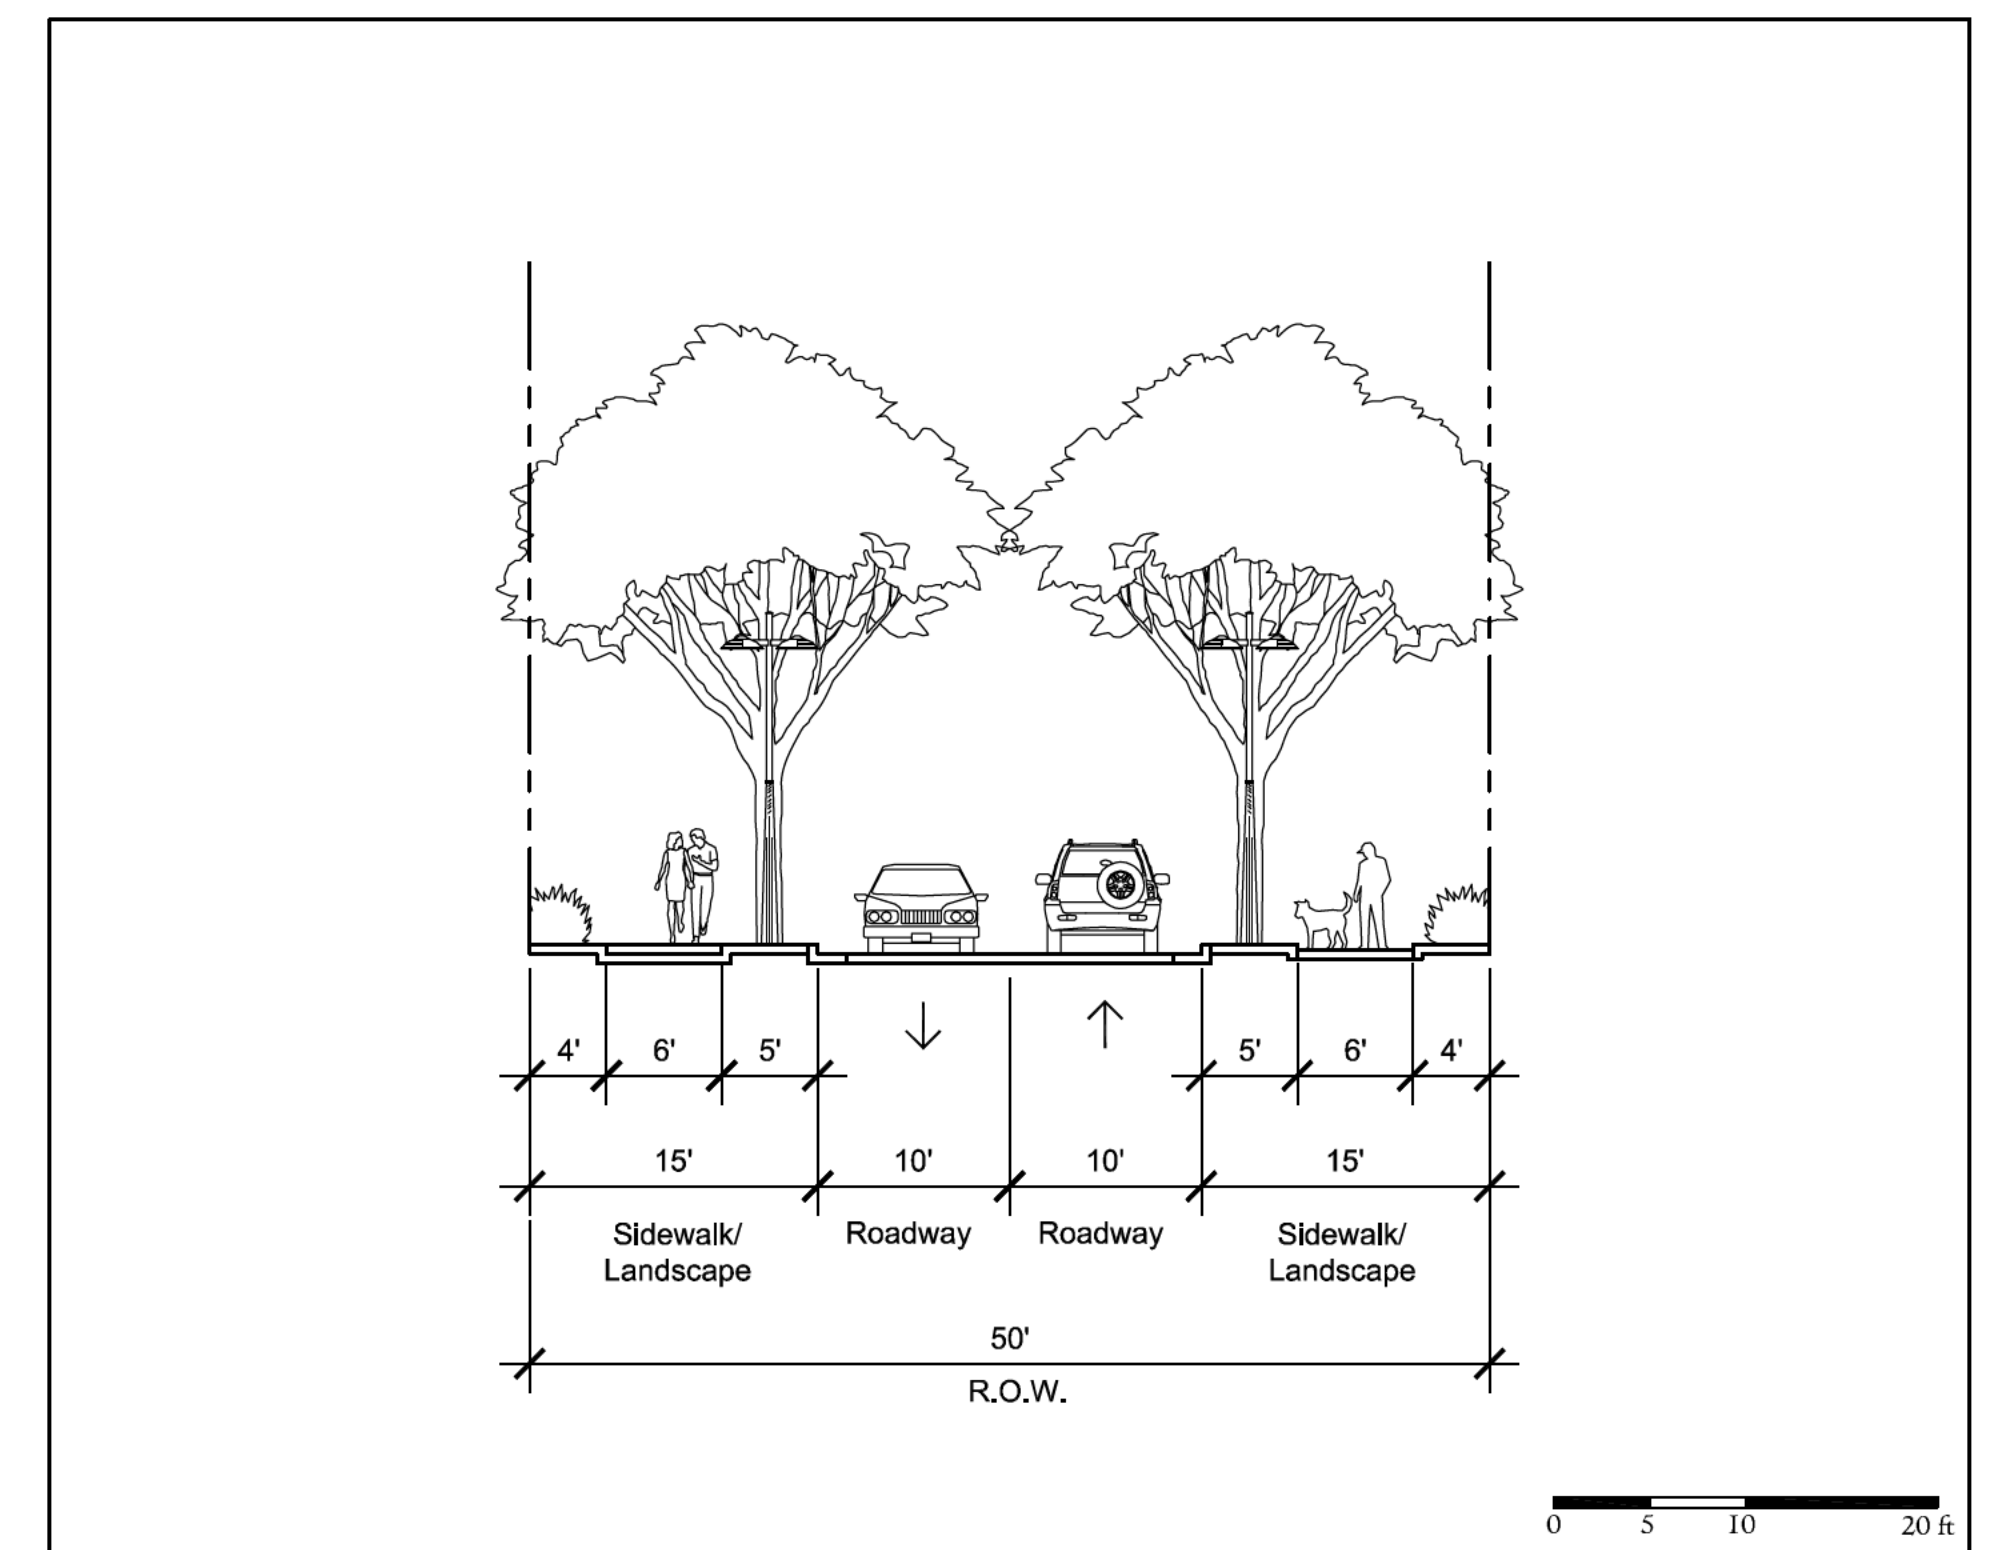 4' 6' 5' 5' 6' 4'
15' 10' 10' 15'
Sidewalk/ Roadway Roadway Sidewalk/
Landscape Landscape
50'
R.O.W.
0 5 10 20 ft